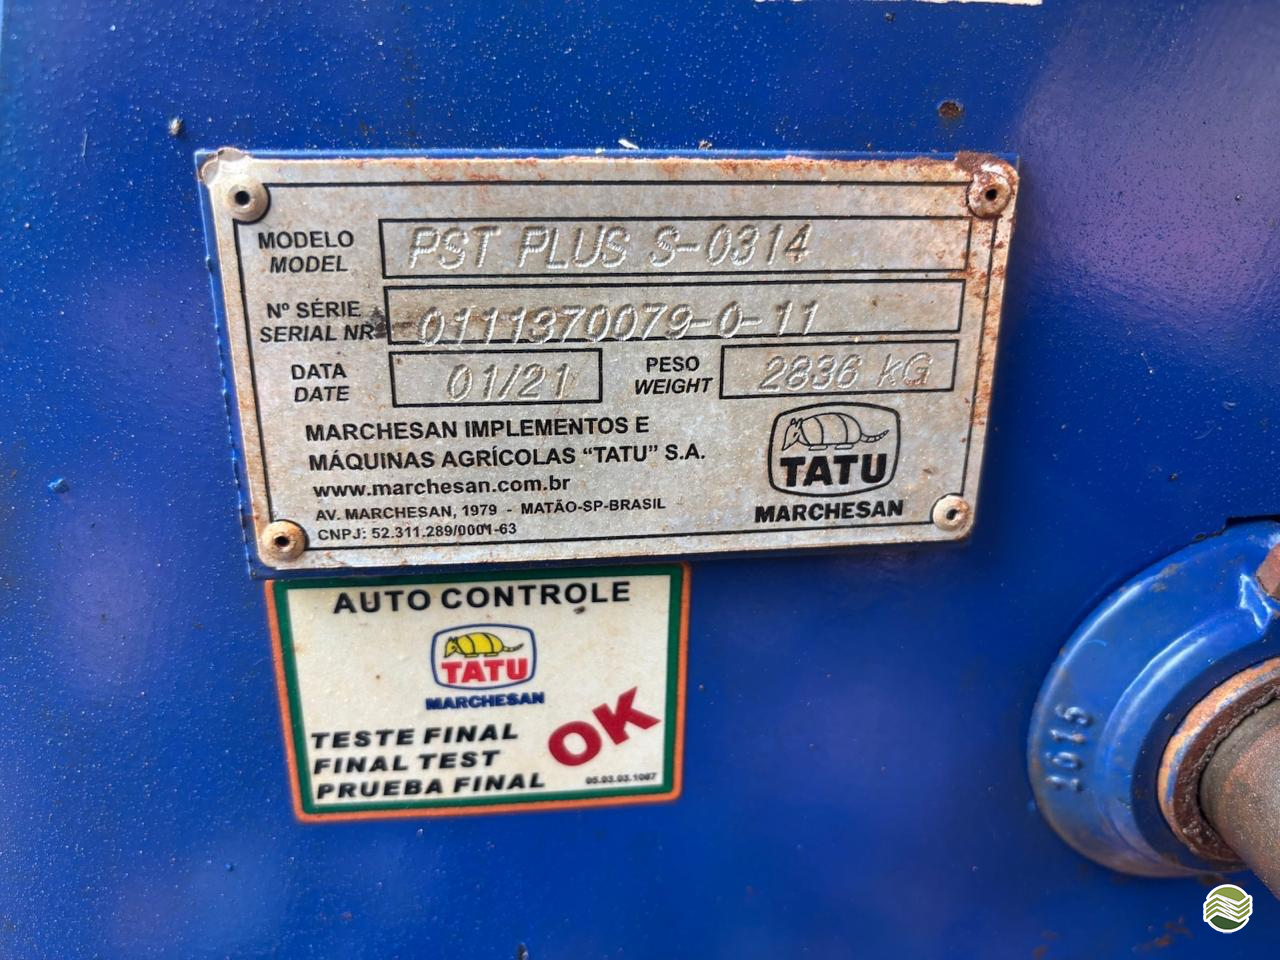 MODELO
MODEL
PST PLUS S-0314
Nº SÉRIE
SERIAL NR
0111370079-0-11
DATA
DATE
01/21
PESO
WEIGHT
2836 KG
MARCHESAN IMPLEMENTOS E
MÁQUINAS AGRÍCOLAS “TATU” S.A.
www.marchesan.com.br
AV. MARCHESAN, 1979 - MATÃO-SP-BRASIL
CNPJ: 52.311.289/0001-63
TATU
MARCHESAN
AUTO CONTROLE
TATU
MARCHESAN
TESTE FINAL
FINAL TEST
PRUEBA FINAL
OK
05.03.03.1087
1015